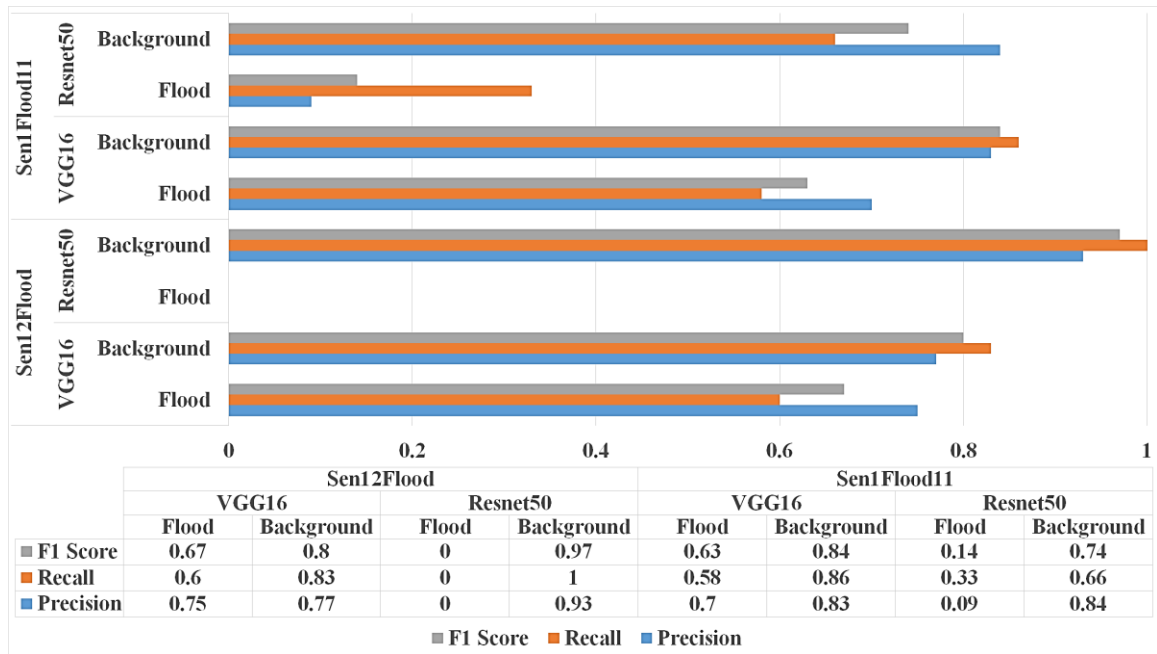 Sen1Flood11
Resnet50
Background
Flood
VGG16
Background
Flood
Sen12Flood
Resnet50
Background
Flood
VGG16
Background
Flood
0 0.2 0.4 0.6 0.8 1
Sen12Flood Sen1Flood11
VGG16 Resnet50 VGG16 Resnet50
Flood Background Flood Background Flood Background Flood Background
F1 Score 0.67 0.8 0 0.97 0.63 0.84 0.14 0.74
Recall 0.6 0.83 0 1 0.58 0.86 0.33 0.66
Precision 0.75 0.77 0 0.93 0.7 0.83 0.09 0.84
F1 Score Recall Precision